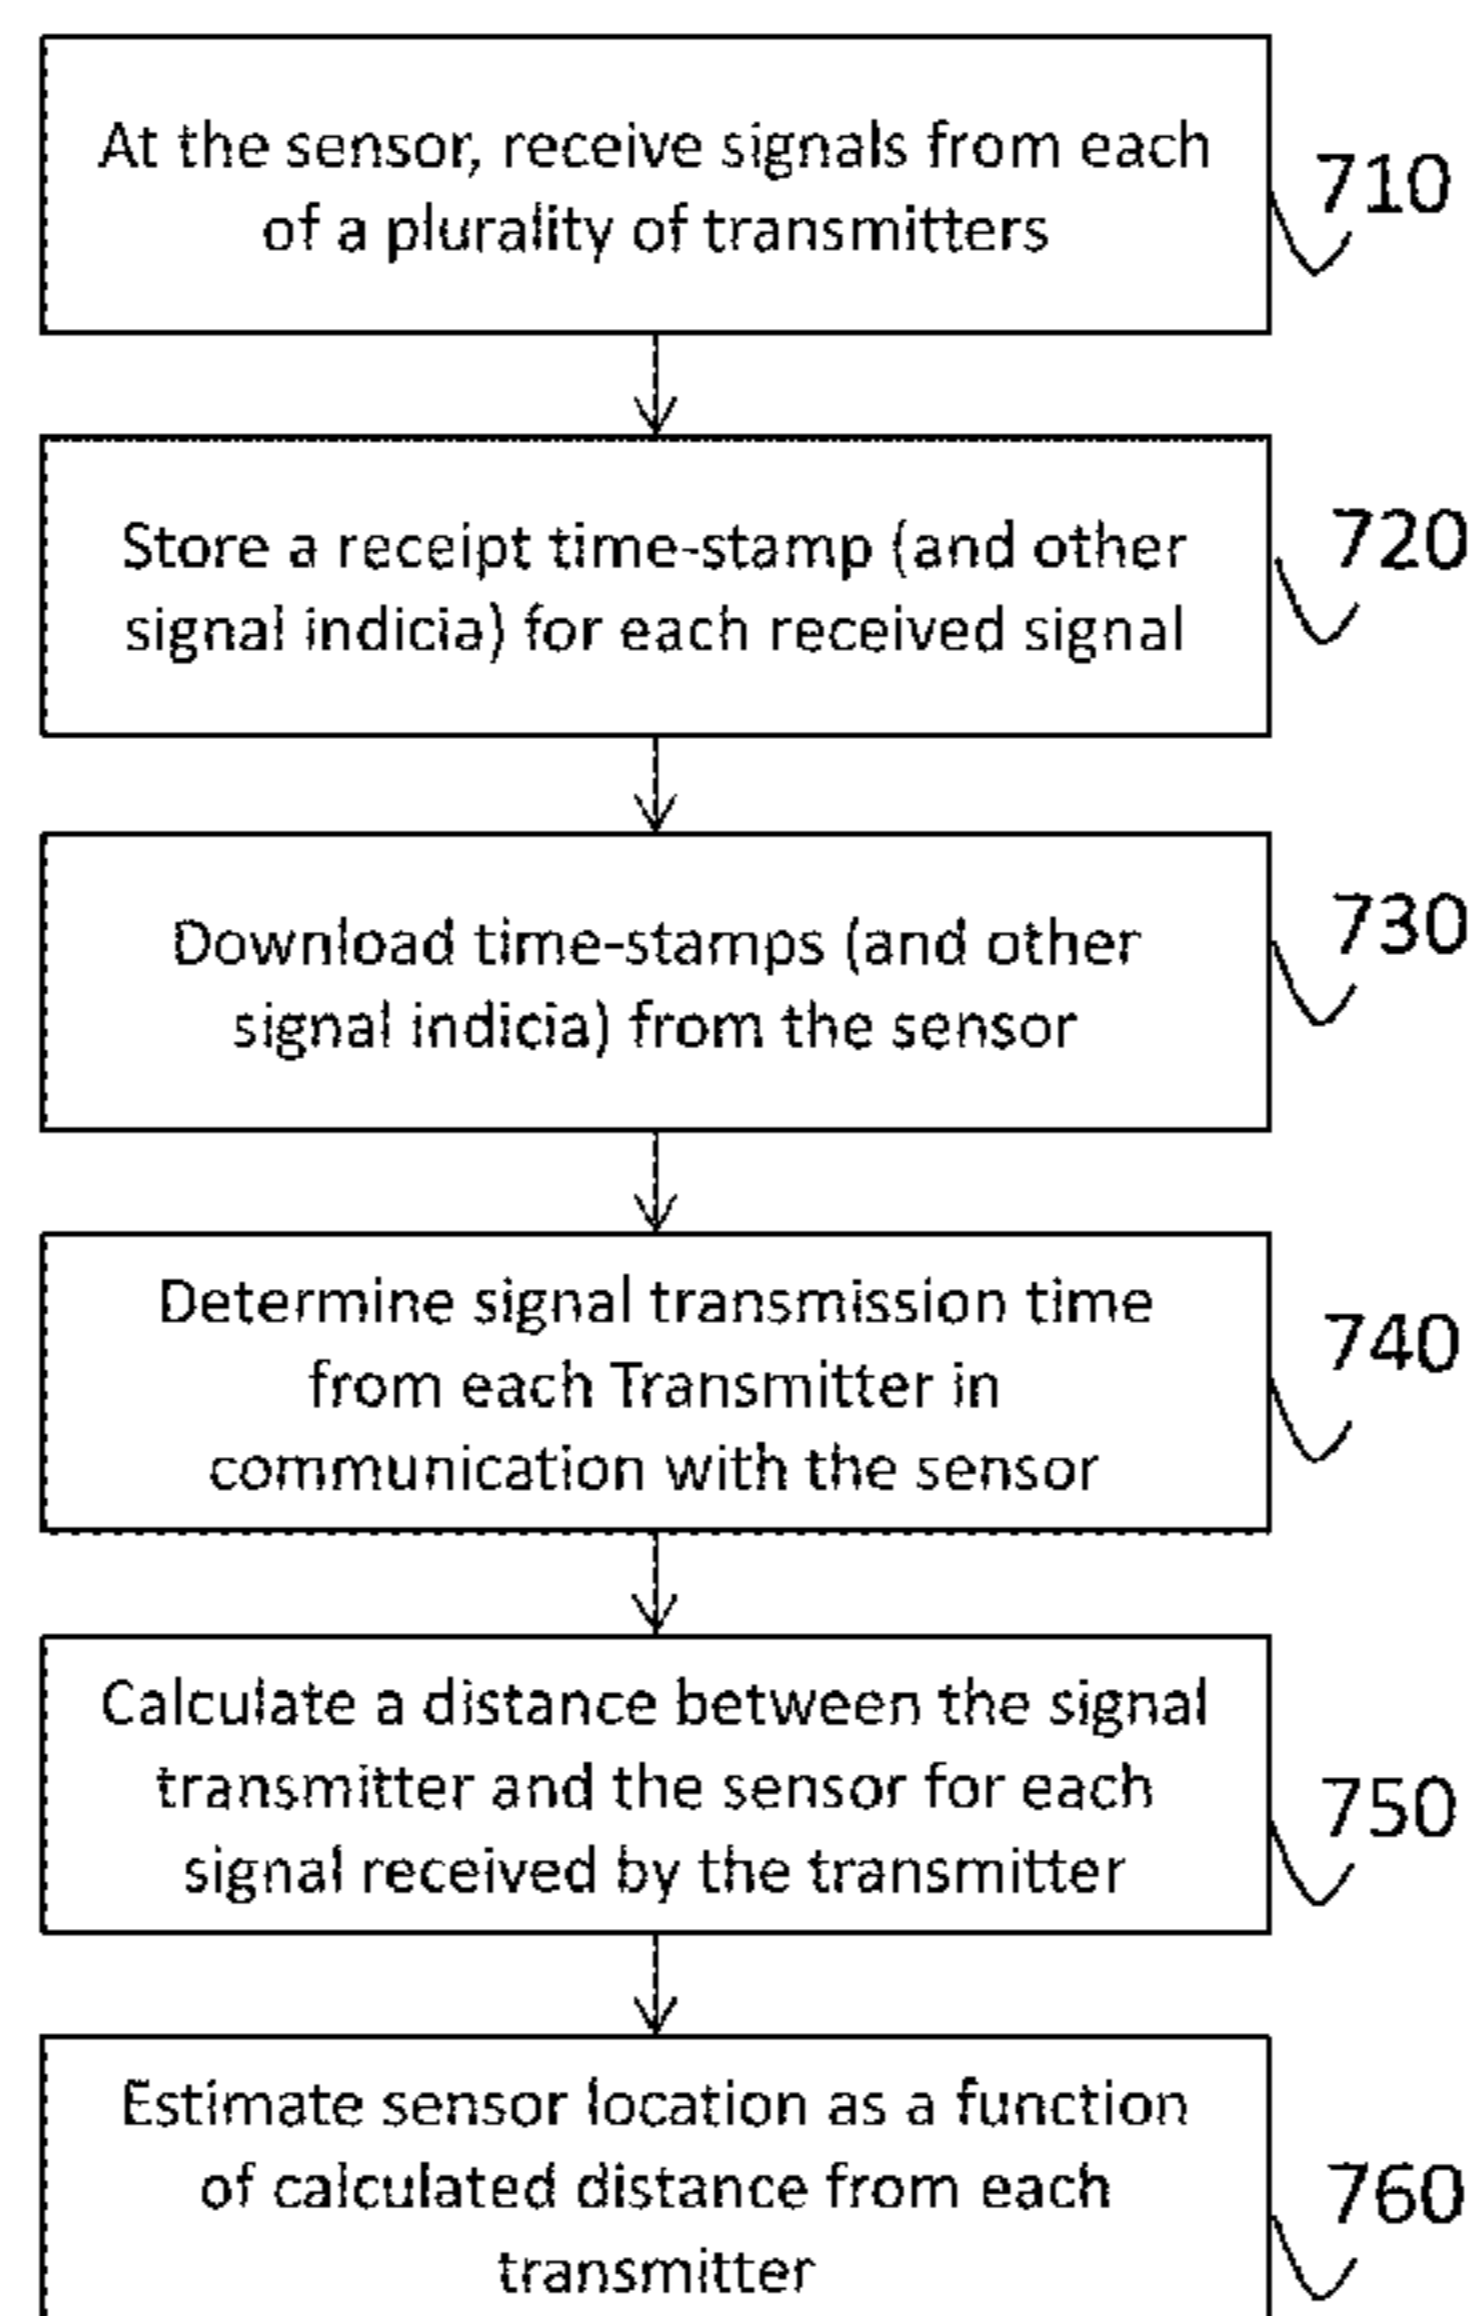 At the sensor, receive signals from each
of a plurality of transmitters
710
Store a receipt time-stamp (and other
signal indicia) for each received signal
720
Download time-stamps (and other
signal indicia) from the sensor
730
Determine signal transmission time
from each Transmitter in
communication with the sensor
740
Calculate a distance between the signal
transmitter and the sensor for each
signal received by the transmitter
750
Estimate sensor location as a function
of calculated distance from each
transmitter
760